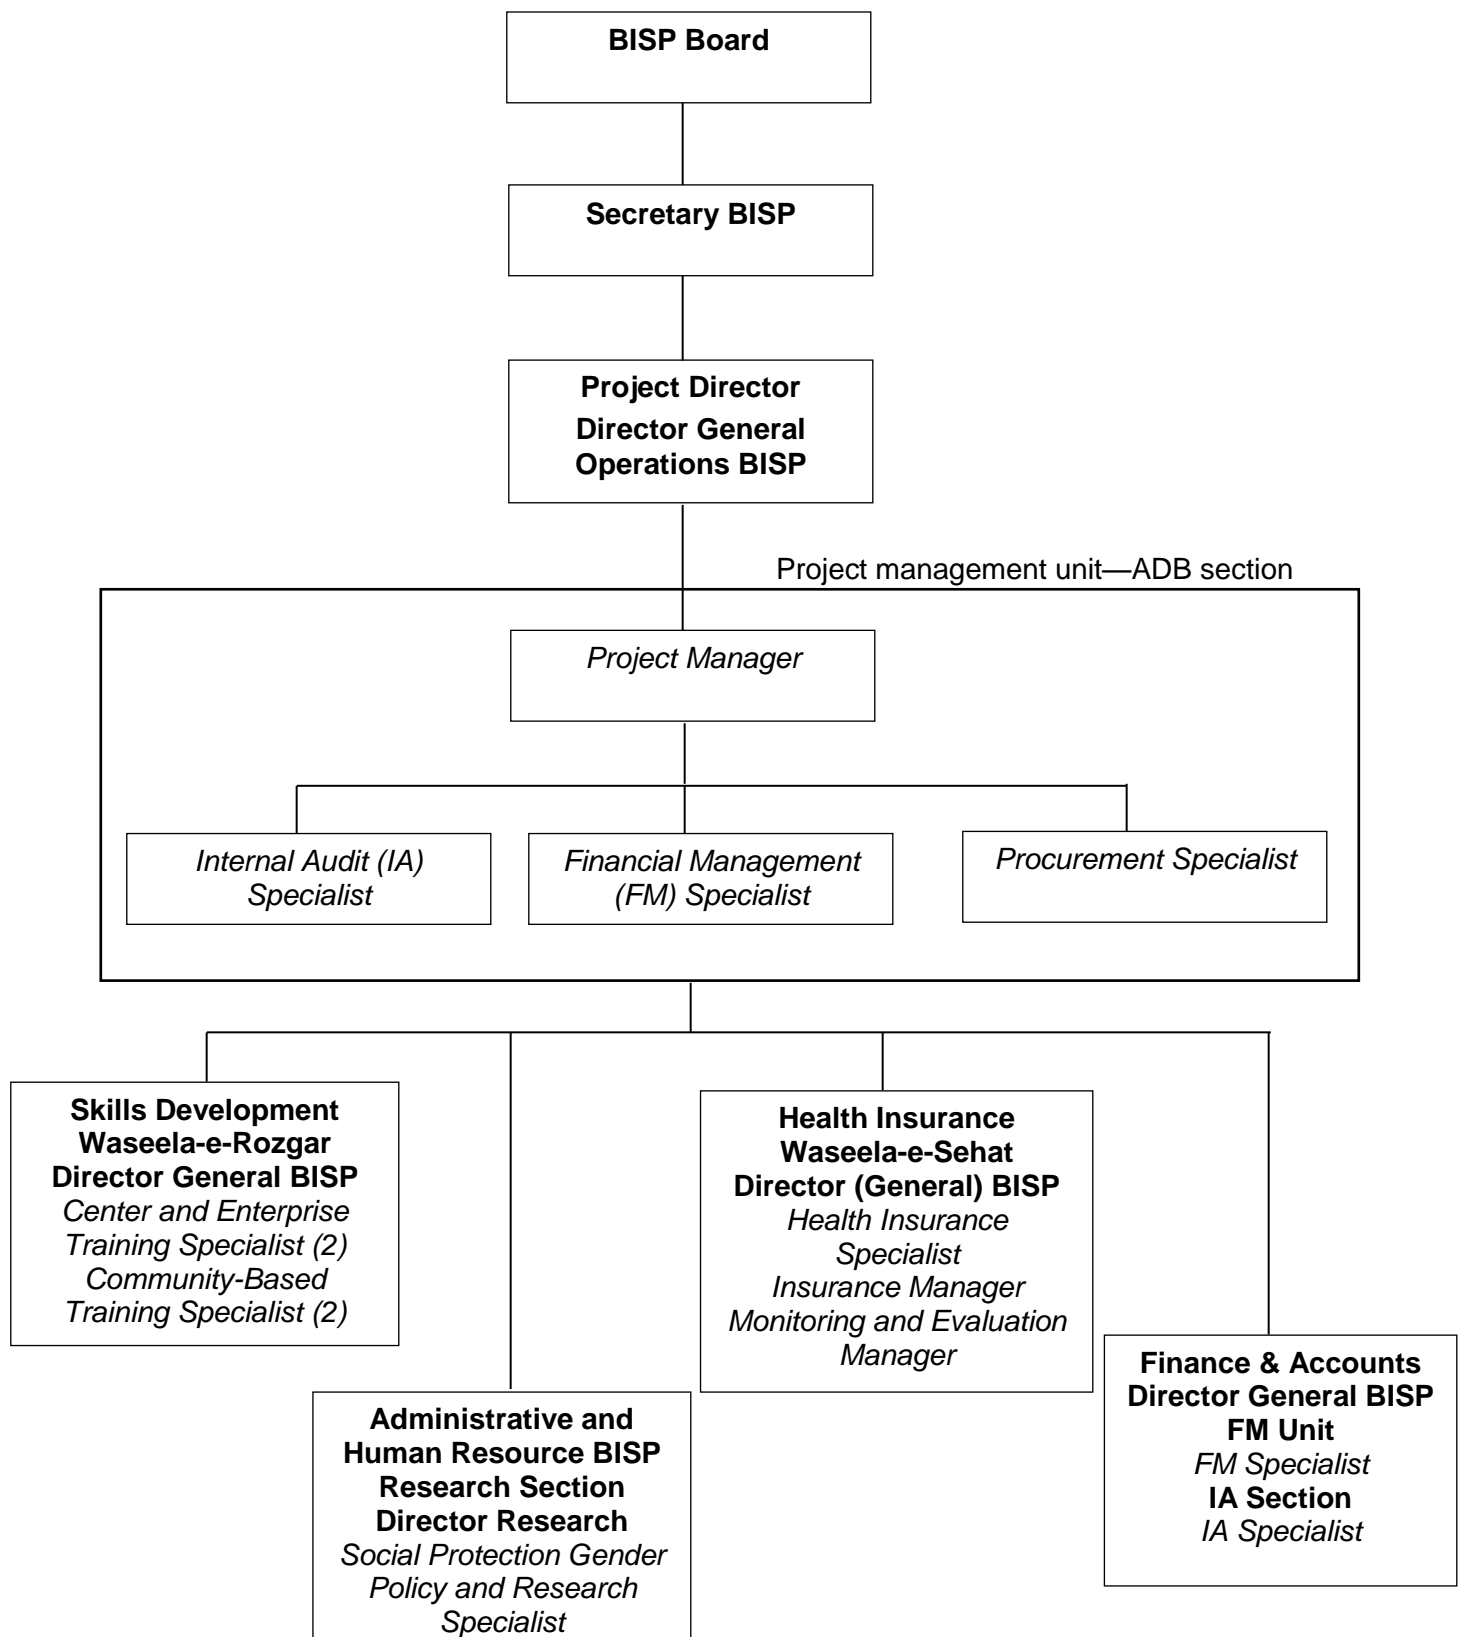 BISP Board
Secretary BISP
Project Director
Director General
Operations BISP
Project management unit—ADB section
Project Manager
Internal Audit (IA)
Specialist
Financial Management
(FM) Specialist
Procurement Specialist
Skills Development
Waseela-e-Rozgar
Director General BISP
Center and Enterprise
Training Specialist (2)
Community-Based
Training Specialist (2)
Health Insurance
Waseela-e-Sehat
Director (General) BISP
Health Insurance
Specialist
Insurance Manager
Monitoring and Evaluation
Manager
Administrative and
Human Resource BISP
Research Section
Director Research
Social Protection Gender
Policy and Research
Specialist
Finance & Accounts
Director General BISP
FM Unit
FM Specialist
IA Section
IA Specialist